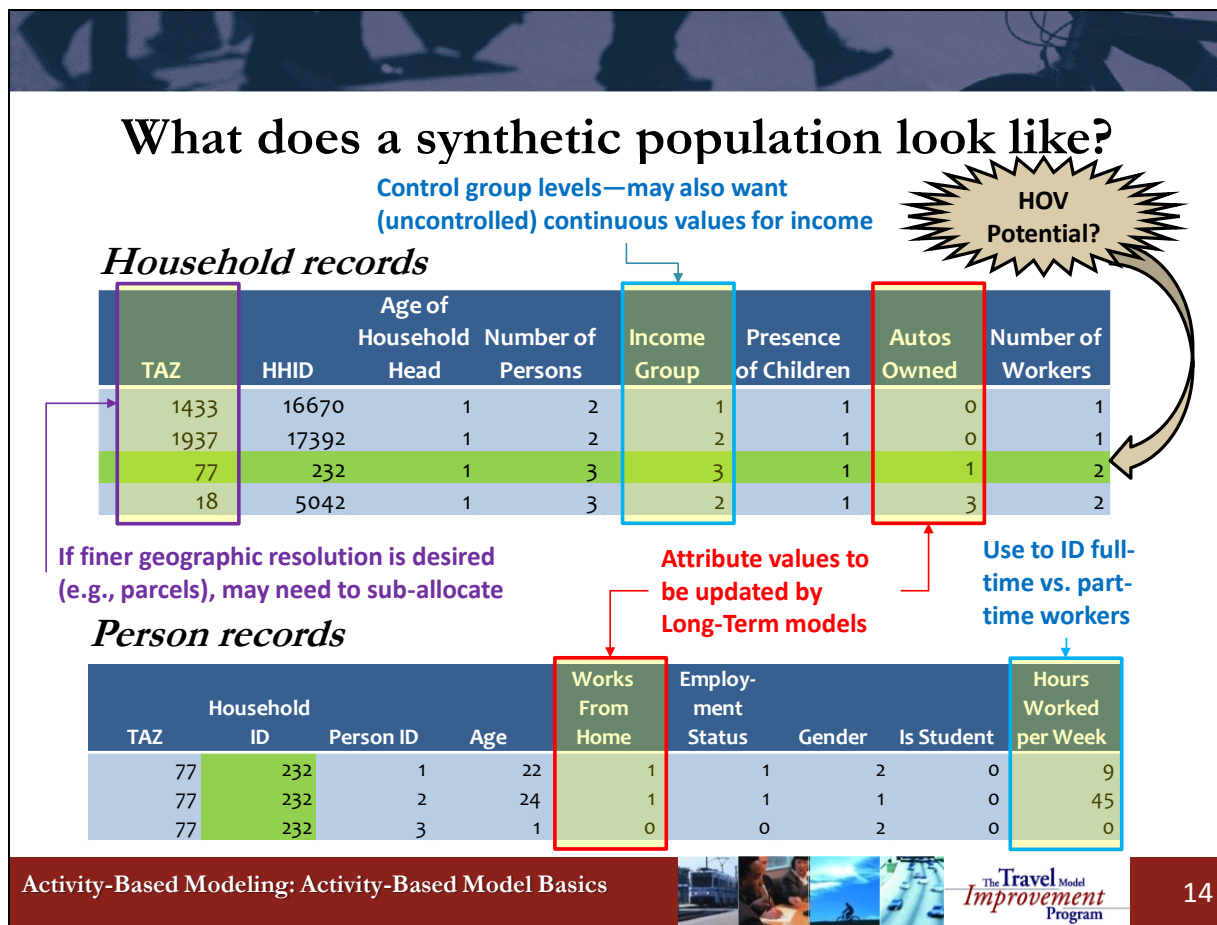 What does a synthetic population look like?
Control group levels—may also want
(uncontrolled) continuous values for income
HOV
Potential?
Household records
TAZ HHID Age of Household Head Number of Persons Income Group Presence of Children Autos Owned Number of Workers
1433 16670 1 2 1 1 0 1
1937 17392 1 2 2 1 0 1
77 232 1 3 3 1 1 2
18 5042 1 3 2 1 3 2
If finer geographic resolution is desired
(e.g., parcels), may need to sub-allocate
Attribute values to
be updated by
Long-Term models
Use to ID full-
time vs. part-
time workers
Person records
TAZ Household ID Person ID Age Works From Home Employ-ment Status Gender Is Student Hours Worked per Week
77 232 1 22 1 1 2 0 9
77 232 2 24 1 1 1 0 45
77 232 3 1 0 0 2 0 0
Activity-Based Modeling: Activity-Based Model Basics
The Travel Model
Improvement
Program
14